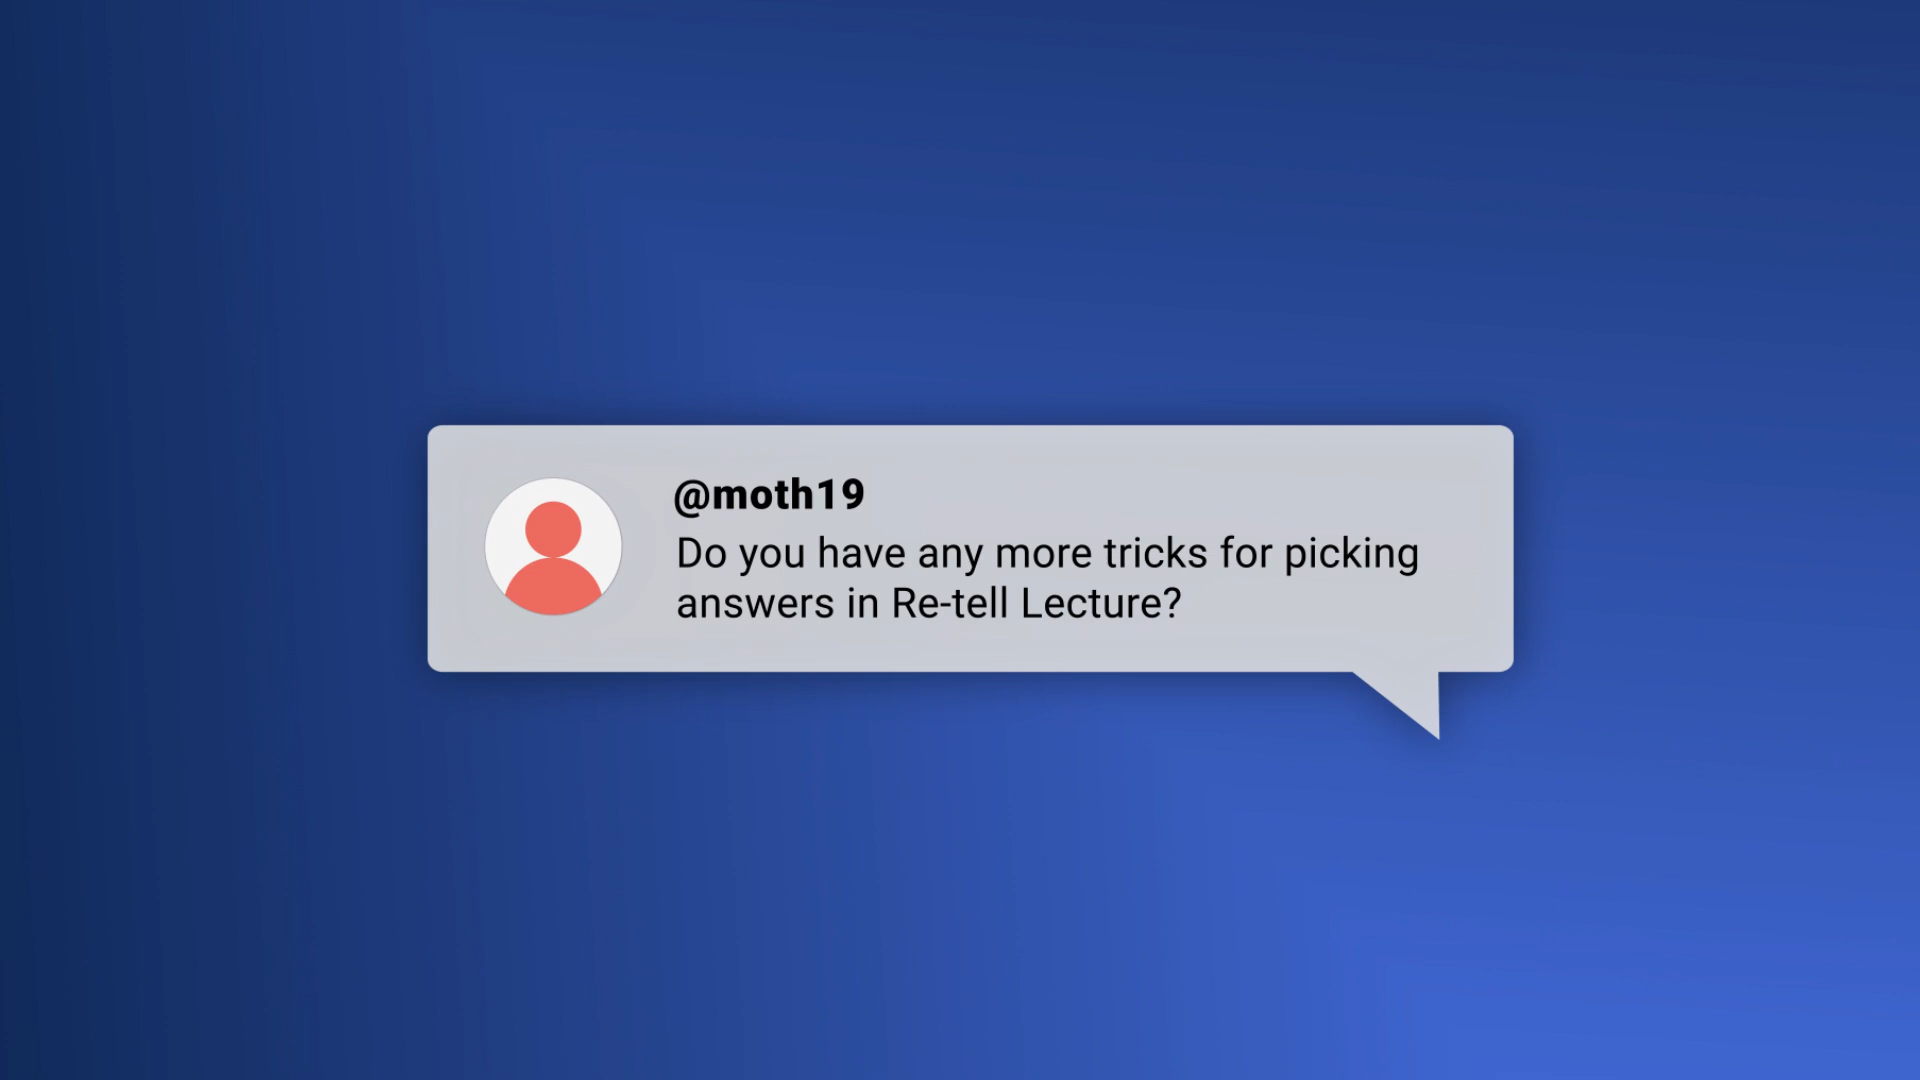 @moth19
Do you have any more tricks for picking
answers in Re-tell Lecture?